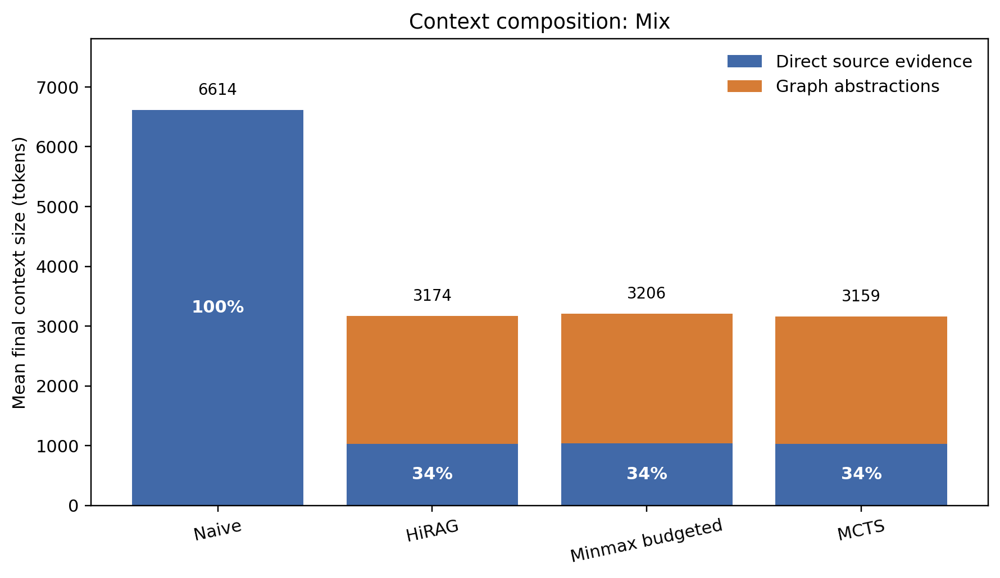 Context composition: Mix
Direct source evidence
Graph abstractions
Mean final context size (tokens)
7000
6000
5000
4000
3000
2000
1000
0
6614
3174
3206
3159
100%
34%
34%
34%
Naive
HiRAG
Minmax budgeted
MCTS